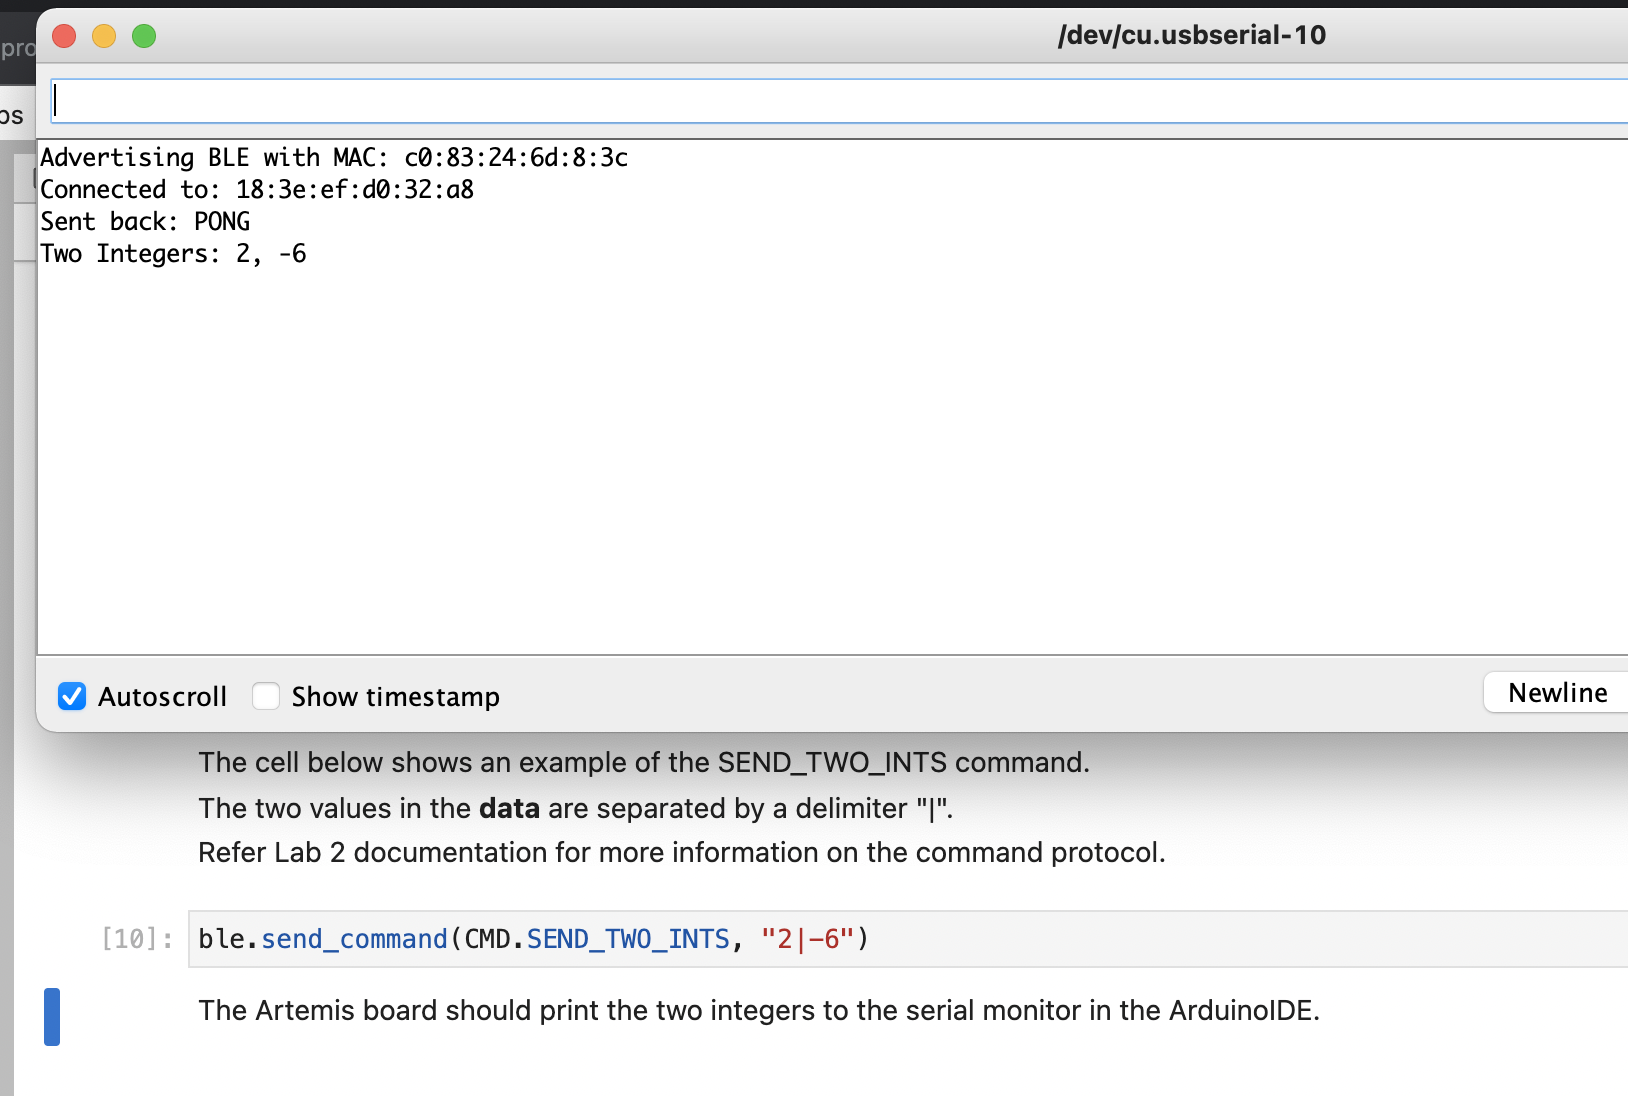 /dev/cu.usbserial-10
Advertising BLE with MAC: c0:83:24:6d:8:3c
Connected to: 18:3e:ef:d0:32:a8
Sent back: PONG
Two Integers: 2, -6
Autoscroll Show timestamp Newline
The cell below shows an example of the SEND_TWO_INTS command.
The two values in the data are separated by a delimiter "|".
Refer Lab 2 documentation for more information on the command protocol.
[10]: ble.send_command(CMD.SEND_TWO_INTS, "2|-6")
The Artemis board should print the two integers to the serial monitor in the ArduinoIDE.